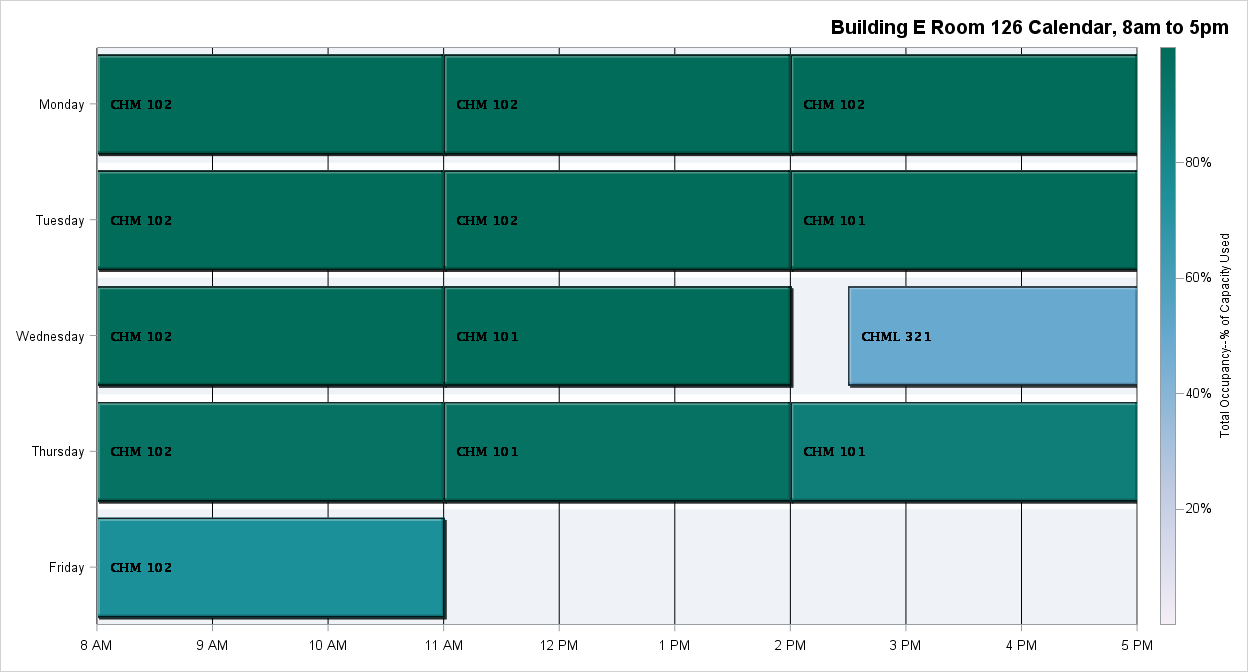 Building E Room 126 Calendar, 8am to 5pm
Monday
CHM 102
CHM 102
CHM 102
Tuesday
CHM 102
CHM 102
CHM 101
Wednesday
CHM 102
CHM 101
CHML 321
Thursday
CHM 102
CHM 101
CHM 101
Friday
CHM 102
8 AM
9 AM
10 AM
11 AM
12 PM
1 PM
2 PM
3 PM
4 PM
5 PM
80%
60%
40%
20%
Total Occupancy--% of Capacity Used